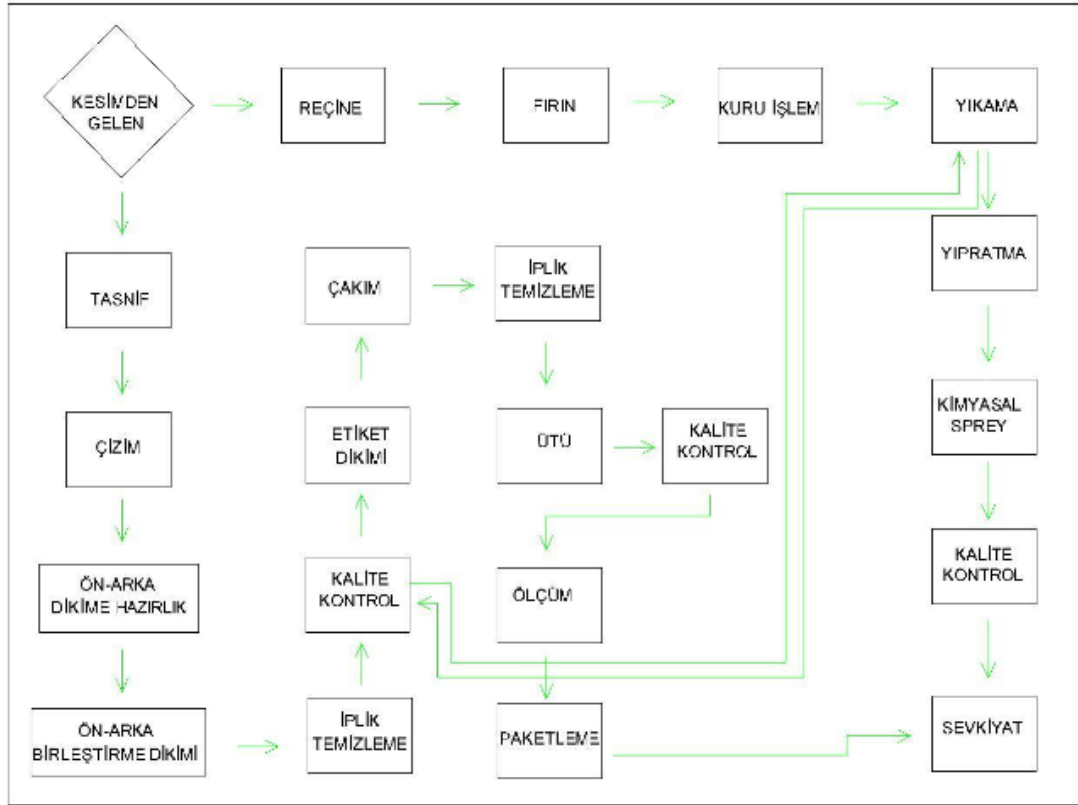 KESİMDEN
GELEN
REÇİNE
FIRIN
KURU İŞLEM
YIKAMA
TASNİF
ÇAKIM
İPLİK
TEMİZLEME
YIPRATMA
ÇİZİM
ETİKET
DİKİMİ
ÜTÜ
KALİTE
KONTROL
KİMYASAL
SPREY
ÖN-ARKA
DİKİME HAZIRLIK
KALİTE
KONTROL
ÖLÇÜM
KALİTE
KONTROL
ÖN-ARKA
BİRLEŞTİRME DİKİMİ
İPLİK
TEMİZLEME
PAKETLEME
SEVKİYAT